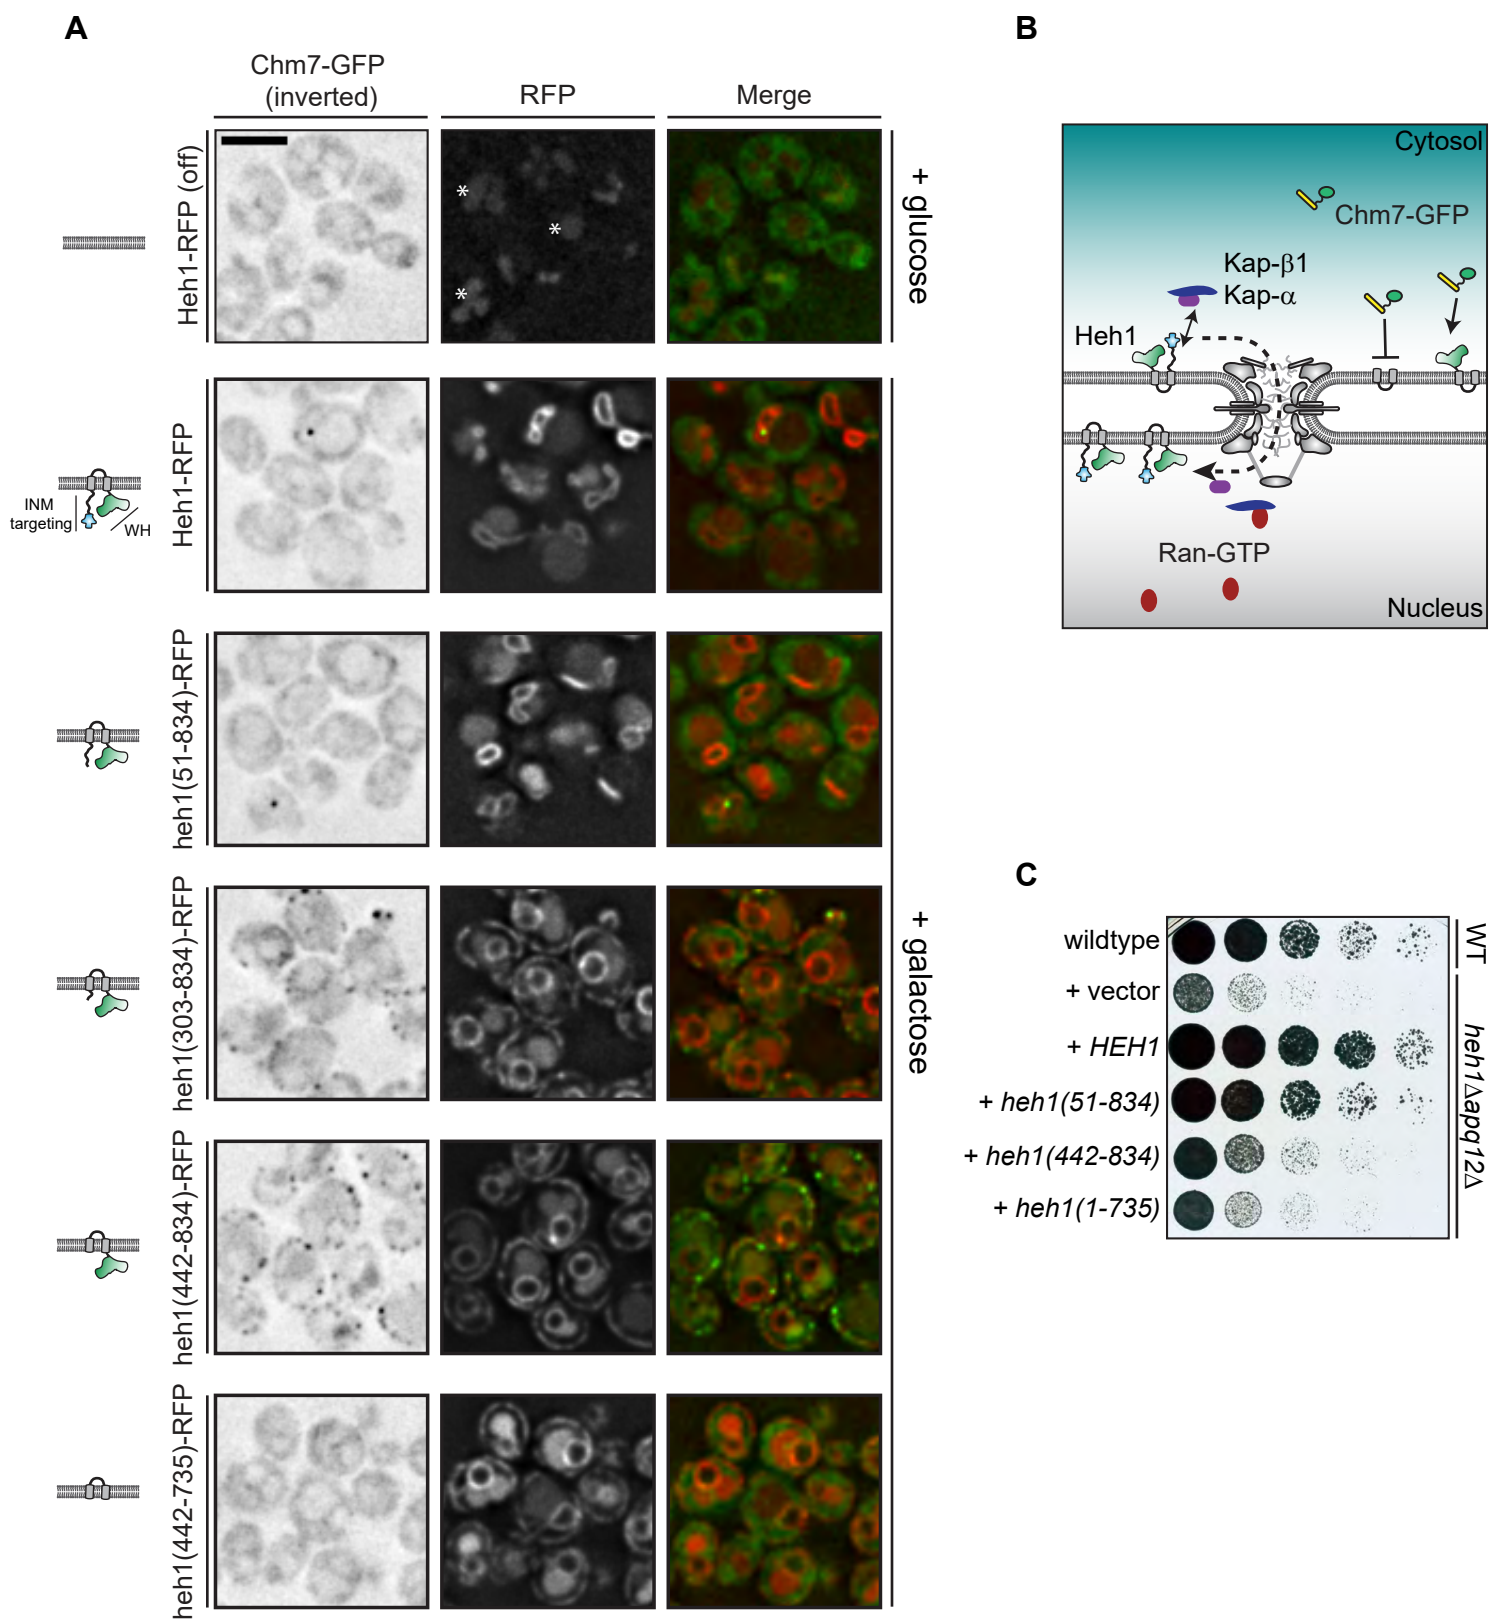 A
Chm7-GFP
(inverted)
RFP
Merge
Heh1-RFP (off)
*
*
*
+ glucose
INM
targeting
WH
Heh1-RFP
heh1(51-834)-RFP
heh1(303-834)-RFP
heh1(442-834)-RFP
heh1(442-735)-RFP
+ galactose
B
Cytosol
Chm7-GFP
Kap-β1
Kap-α
Heh1
Ran-GTP
Nucleus
C
wildtype
+ vector
+ HEH1
+ heh1(51-834)
+ heh1(442-834)
+ heh1(1-735)
WT
heh1Δapq12Δ